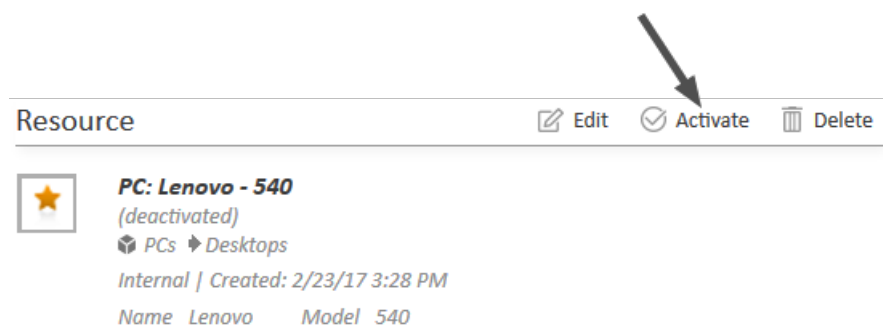 Resource Edit Activate Delete
PC: Lenovo - 540
(deactivated)
PCs Desktops
Internal | Created: 2/23/17 3:28 PM
Name Lenovo Model 540